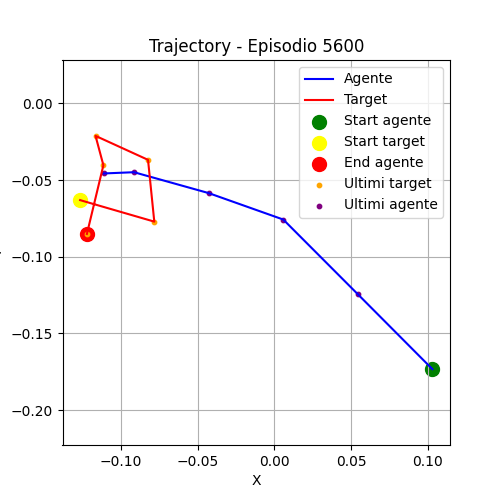 Trajectory - Episodio 5600
Agente
Target
Start agente
Start target
End agente
Ultimi target
Ultimi agente
0.00
−0.05
−0.10
−0.15
−0.20
−0.10
−0.05
0.00
0.05
0.10
X